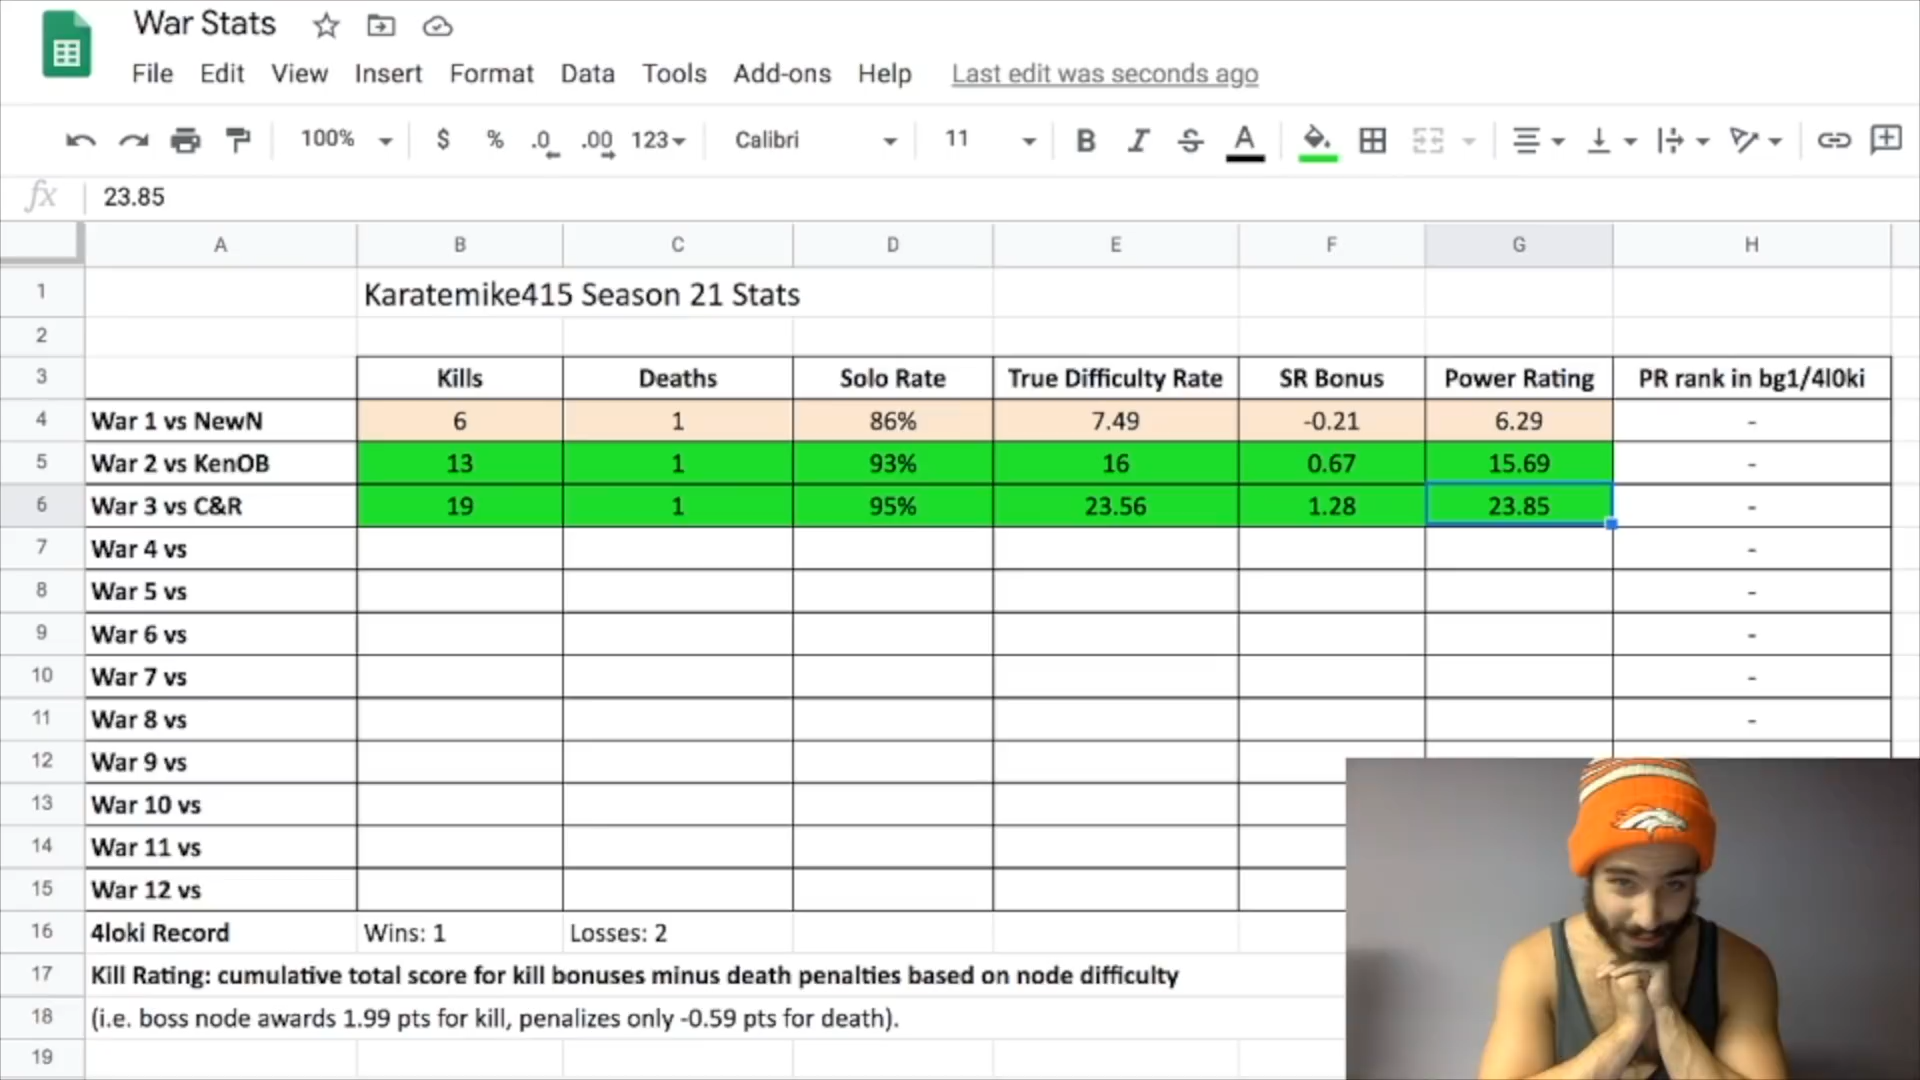 War Stats
File Edit View Insert Format Data Tools Add-ons Help Last edit was seconds ago
100% $ % .0 .00 123 Calibri 11 B I S A
fx 23.85
A B C D E F G H
1 Karatemike415 Season 21 Stats
2
3 Kills Deaths Solo Rate True Difficulty Rate SR Bonus Power Rating PR rank in bg1/4l0ki
4 War 1 vs NewN 6 1 86% 7.49 -0.21 6.29 -
5 War 2 vs KenOB 13 1 93% 16 0.67 15.69 -
6 War 3 vs C&R 19 1 95% 23.56 1.28 23.85 -
7 War 4 vs -
8 War 5 vs -
9 War 6 vs -
10 War 7 vs -
11 War 8 vs -
12 War 9 vs
13 War 10 vs
14 War 11 vs
15 War 12 vs
16 4loki Record Wins: 1 Losses: 2
17 Kill Rating: cumulative total score for kill bonuses minus death penalties based on node difficulty
18 (i.e. boss node awards 1.99 pts for kill, penalizes only -0.59 pts for death).
19